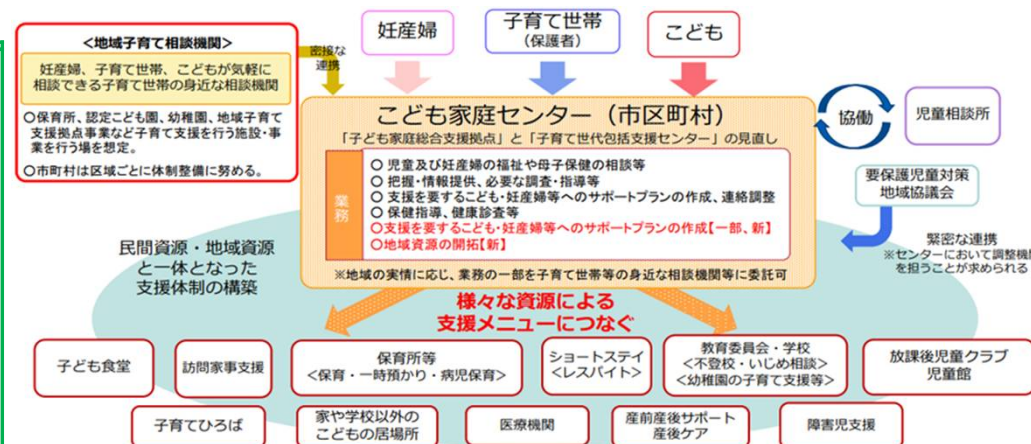 ＜地域子育て相談機関＞
妊産婦、子育て世帯、こどもが気軽に
相談できる子育て世帯の身近な相談機関
○保育所、認定こども園、幼稚園、地域子育て
支援拠点事業など子育て支援を行う施設・事
業を行う場を想定。
○市町村は区域ごとに体制整備に努める。
密接な
連携
妊産婦
子育て世帯
（保護者）
こども
こども家庭センター（市区町村）
「子ども家庭総合支援拠点」と「子育て世代包括支援センター」の見直し
業務
○ 児童及び妊産婦の福祉や母子保健の相談等
○ 把握・情報提供、必要な調査・指導等
○ 支援を要するこども・妊産婦等へのサポートプランの作成、連絡調整
○ 保健指導、健康診査等
○支援を要するこども・妊産婦等へのサポートプランの作成【一部、新】
○地域資源の開拓【新】
※地域の実情に応じ、業務の一部を子育て世帯等の身近な相談機関等に委託可
協働
児童相談所
要保護児童対策
地域協議会
緊密な連携
※センターにおいて調整機関
を担うことが求められる
民間資源・地域資源
と一体となった
支援体制の構築
様々な資源による
支援メニューにつなぐ
子ども食堂
訪問家事支援
保育所等
＜保育・一時預かり・病児保育＞
ショートステイ
＜レスパイト＞
教育委員会・学校
＜不登校・いじめ相談＞
＜幼稚園の子育て支援等＞
放課後児童クラブ
児童館
子育てひろば
家や学校以外の
こどもの居場所
医療機関
産前産後サポート
産後ケア
障害児支援